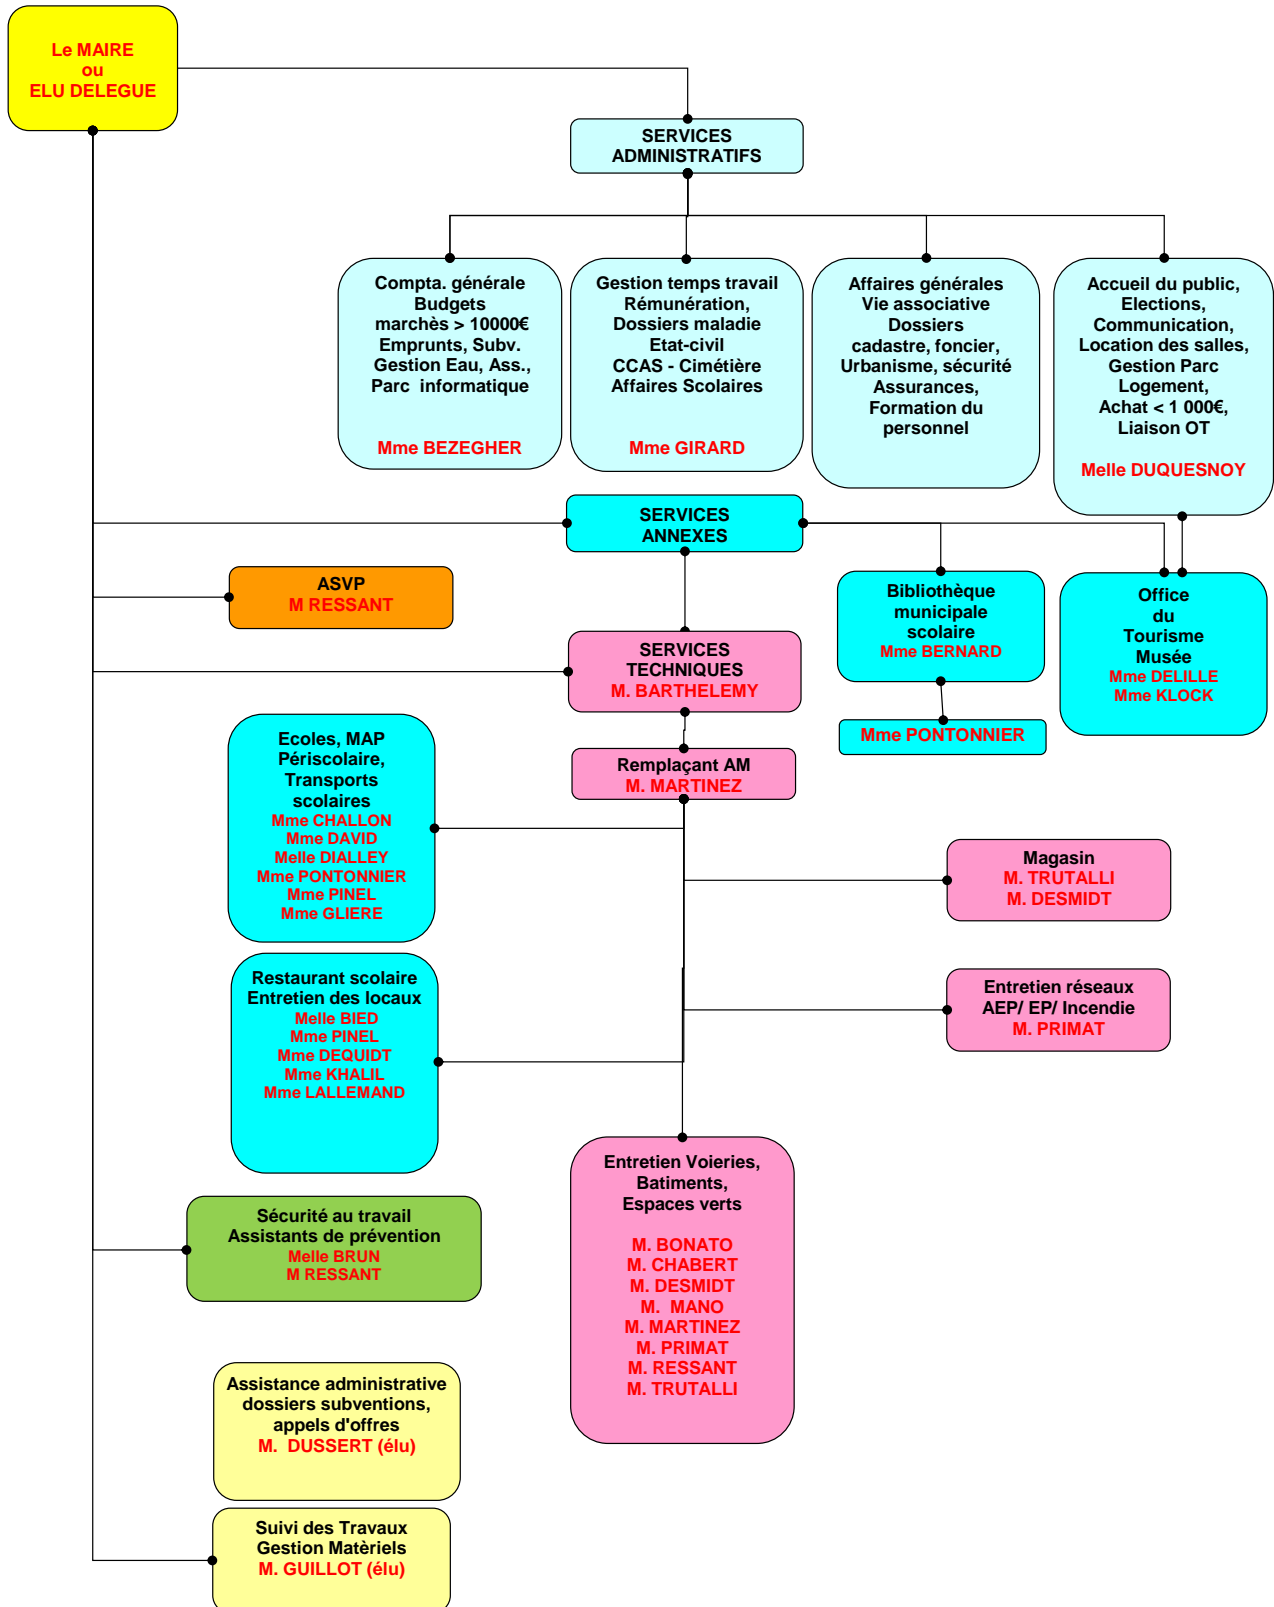 Le MAIRE
ou
ELU DELEGUE
SERVICES
ADMINISTRATIFS
Compta. générale
Budgets
marchès > 10000€
Emprunts, Subv.
Gestion Eau, Ass.,
Parc informatique
Mme BEZEGHER
Gestion temps travail
Rémunération,
Dossiers maladie
Etat-civil
CCAS - Cimétière
Affaires Scolaires
Mme GIRARD
Affaires générales
Vie associative
Dossiers
cadastre, foncier,
Urbanisme, sécurité
Assurances,
Formation du
personnel
Accueil du public,
Elections,
Communication,
Location des salles,
Gestion Parc
Logement,
Achat < 1 000€,
Liaison OT
Melle DUQUESNOY
SERVICES
ANNEXES
ASVP
M RESSANT
Bibliothèque
municipale
scolaire
Mme BERNARD
Office
du
Tourisme
Musée
Mme DELILLE
Mme KLOCK
SERVICES
TECHNIQUES
M. BARTHELEMY
Mme PONTONNIER
Remplaçant AM
M. MARTINEZ
Ecoles, MAP
Périscolaire,
Transports
scolaires
Mme CHALLON
Mme DAVID
Melle DIALLEY
Mme PONTONNIER
Mme PINEL
Mme GLIERE
Magasin
M. TRUTALLI
M. DESMIDT
Restaurant scolaire
Entretien des locaux
Melle BIED
Mme PINEL
Mme DEQUIDT
Mme KHALIL
Mme LALLEMAND
Entretien réseaux
AEP/ EP/ Incendie
M. PRIMAT
Entretien Voieries,
Batiments,
Espaces verts
M. BONATO
M. CHABERT
M. DESMIDT
M. MANO
M. MARTINEZ
M. PRIMAT
M. RESSANT
M. TRUTALLI
Sécurité au travail
Assistants de prévention
Melle BRUN
M RESSANT
Assistance administrative
dossiers subventions,
appels d'offres
M. DUSSERT (élu)
Suivi des Travaux
Gestion Matèriels
M. GUILLOT (élu)